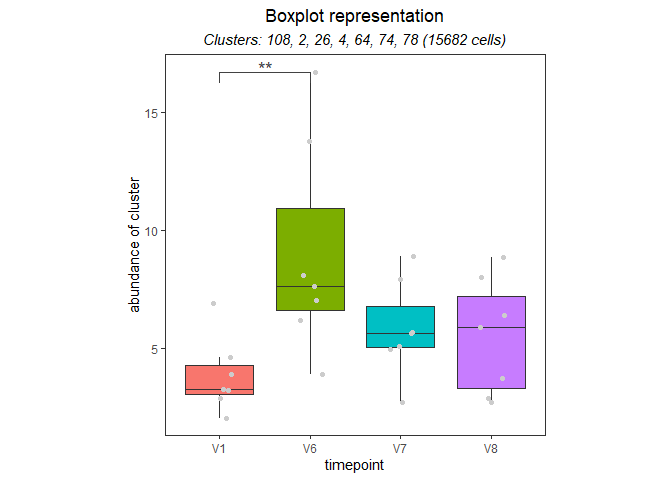 Boxplot representation
Clusters: 108, 2, 26, 4, 64, 74, 78 (15682 cells)
**
15
10
5
abundance of cluster
V1 V6 V7 V8
timepoint